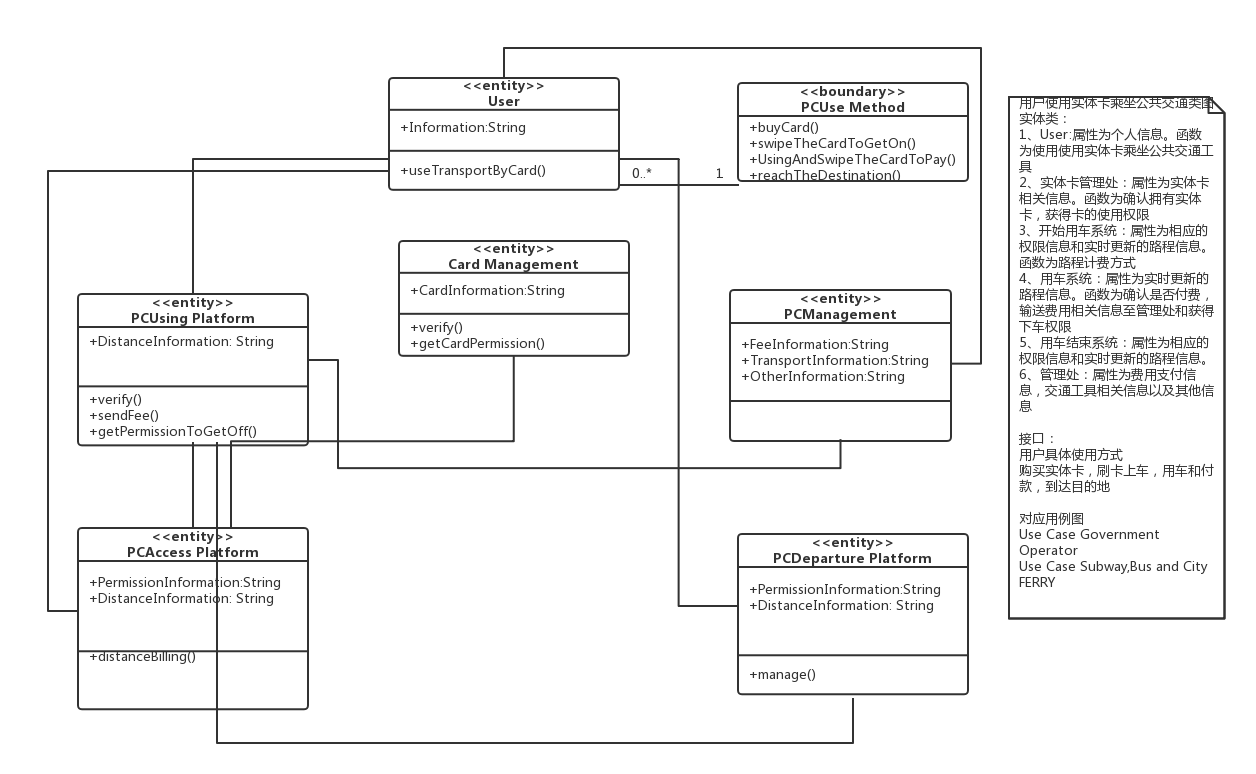 <<entity>>
User
+Information:String
+useTransportByCard()
<<boundary>>
PCUse Method
+buyCard()
+swipeTheCardToGetOn()
+UsingAndSwipeTheCardToPay()
+reachTheDestination()
0..*
1
<<entity>>
Card Management
+CardInformation:String
+verify()
+getCardPermission()
<<entity>>
PCUsing Platform
+DistanceInformation: String
+verify()
+sendFee()
+getPermissionToGetOff()
<<entity>>
PCManagement
+FeeInformation:String
+TransportInformation:String
+OtherInformation:String
<<entity>>
PCAccess Platform
+PermissionInformation:String
+DistanceInformation: String
+distanceBilling()
<<entity>>
PCDeparture Platform
+PermissionInformation:String
+DistanceInformation: String
+manage()
用户使用实体卡乘坐公共交通类图
实体类：
1、User:属性为个人信息。函数
为使用使用实体卡乘坐公共交通工
具
2、实体卡管理处：属性为实体卡
相关信息。函数为确认拥有实体
卡，获得卡的使用权限
3、开始用车系统：属性为相应的
权限信息和实时更新的路程信息。
函数为路程计费方式
4、用车系统：属性为实时更新的
路程信息。函数为确认是否付费，
输送费用相关信息至管理处和获得
下车权限
5、用车结束系统：属性为相应的
权限信息和实时更新的路程信息。
6、管理处：属性为费用支付信
息，交通工具相关信息以及其他信
息
接口：
用户具体使用方式
购买实体卡，刷卡上车，用车和付
款，到达目的地
对应用例图
Use Case Government
Operator
Use Case Subway,Bus and City
FERRY